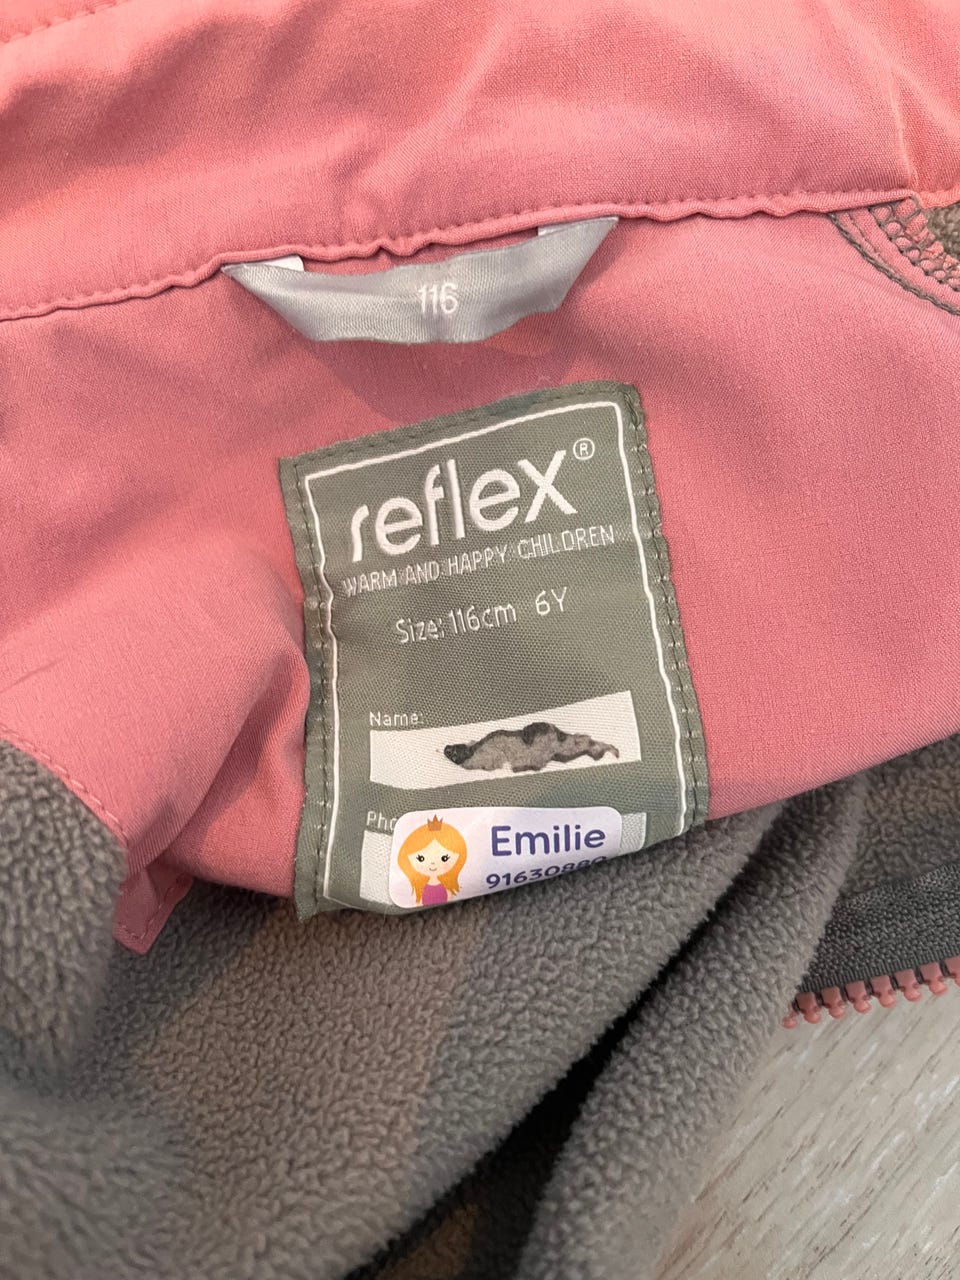 116
reflex®
WARM AND HAPPY CHILDREN
Size: 116cm 6Y
Name:
Emilie